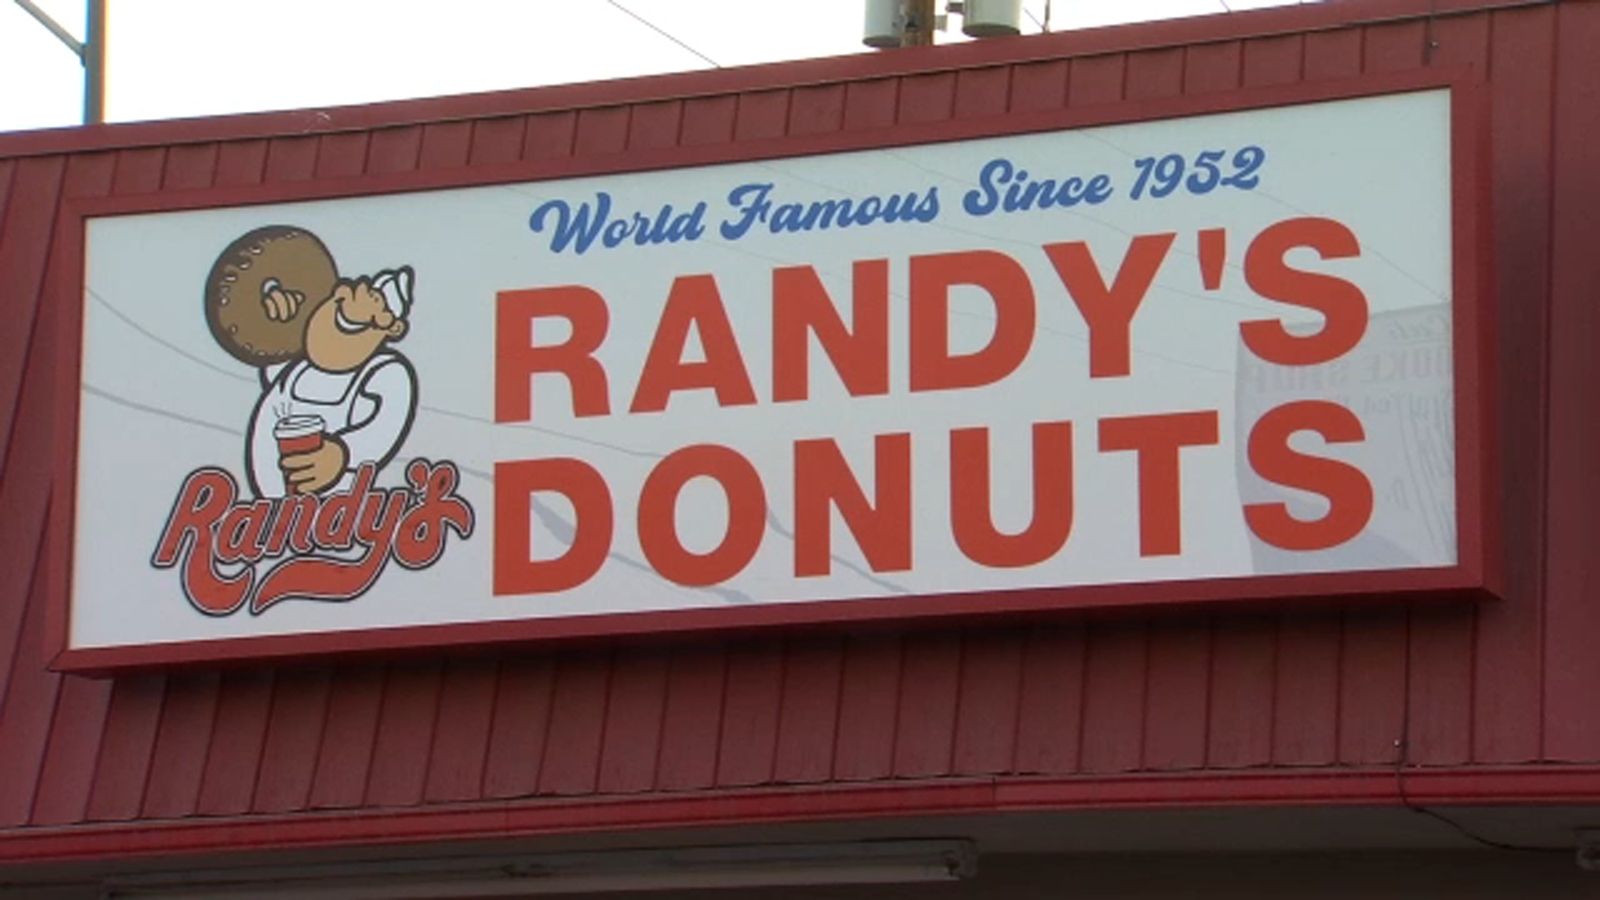 World Famous Since 1952
RANDY'S
DONUTS
Randy's